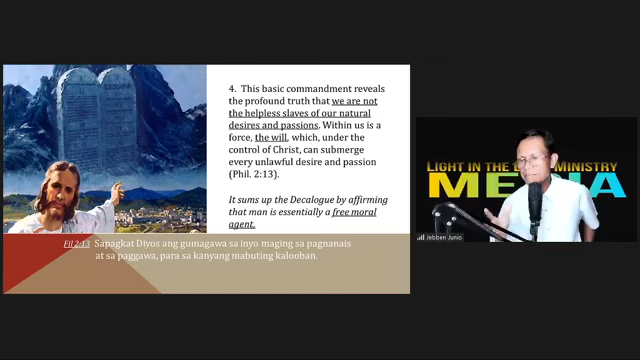 4. This basic commandment reveals
the profound truth that we are not
the helpless slaves of our natural
desires and passions. Within us is a
force, the will, which, under the
control of Christ, can submerge
every unlawful desire and passion
(Phil. 2:13).
It sums up the Decalogue by affirming
that man is essentially a free moral
agent.
Fil 2:13 Sapagkat Diyos ang gumagawa sa inyo maging sa pagnanais
at sa paggawa, para sa kanyang mabuting kalooban.
LIGHT IN THE MINISTRY
ME IA
Jebben Junio